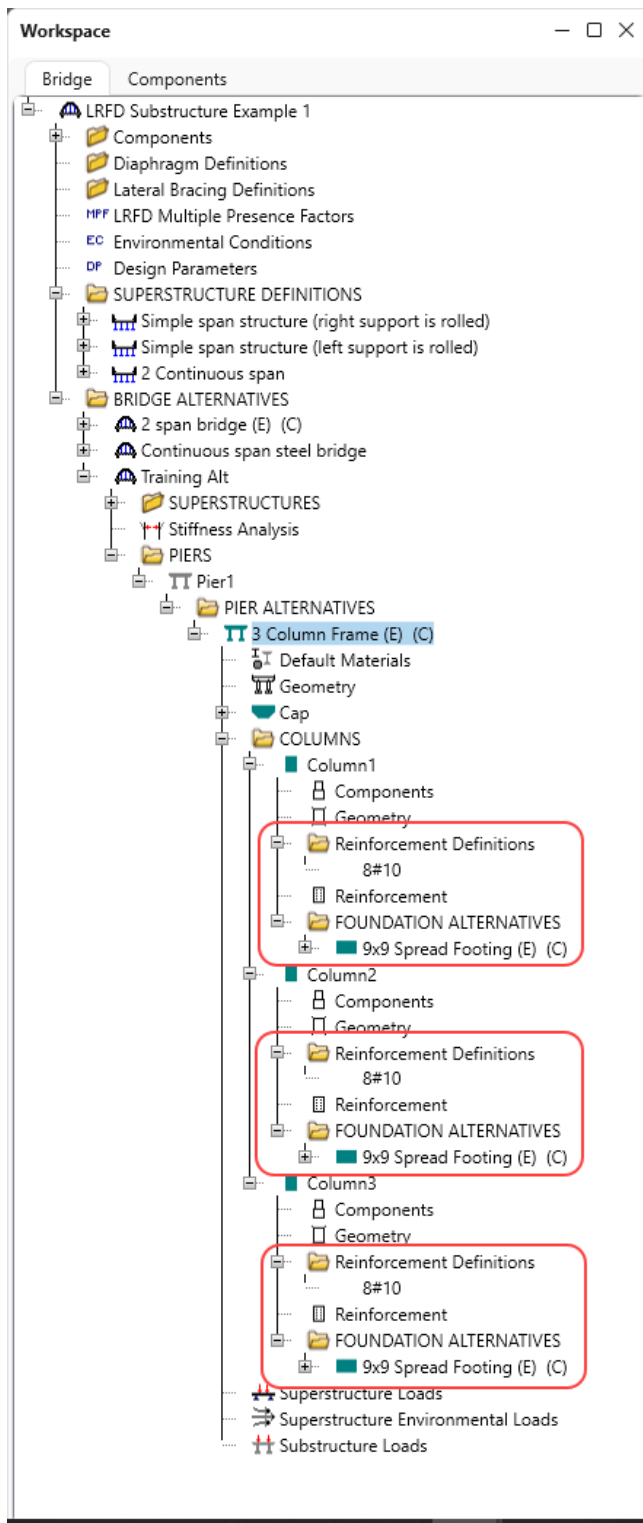 Workspace
Bridge Components
LRFD Substructure Example 1
Components
Diaphragm Definitions
Lateral Bracing Definitions
MPF LRFD Multiple Presence Factors
EC Environmental Conditions
DP Design Parameters
SUPERSTRUCTURE DEFINITIONS
Simple span structure (right support is rolled)
Simple span structure (left support is rolled)
2 Continuous span
BRIDGE ALTERNATIVES
2 span bridge (E) (C)
Continuous span steel bridge
Training Alt
SUPERSTRUCTURES
Stiffness Analysis
PIERS
Pier1
PIER ALTERNATIVES
3 Column Frame (E) (C)
Default Materials
Geometry
Cap
COLUMNS
Column1
Components
Geometry
Reinforcement Definitions
8#10
Reinforcement
FOUNDATION ALTERNATIVES
9x9 Spread Footing (E) (C)
Column2
Components
Geometry
Reinforcement Definitions
8#10
Reinforcement
FOUNDATION ALTERNATIVES
9x9 Spread Footing (E) (C)
Column3
Components
Geometry
Reinforcement Definitions
8#10
Reinforcement
FOUNDATION ALTERNATIVES
9x9 Spread Footing (E) (C)
Superstructure Loads
Superstructure Environmental Loads
Substructure Loads